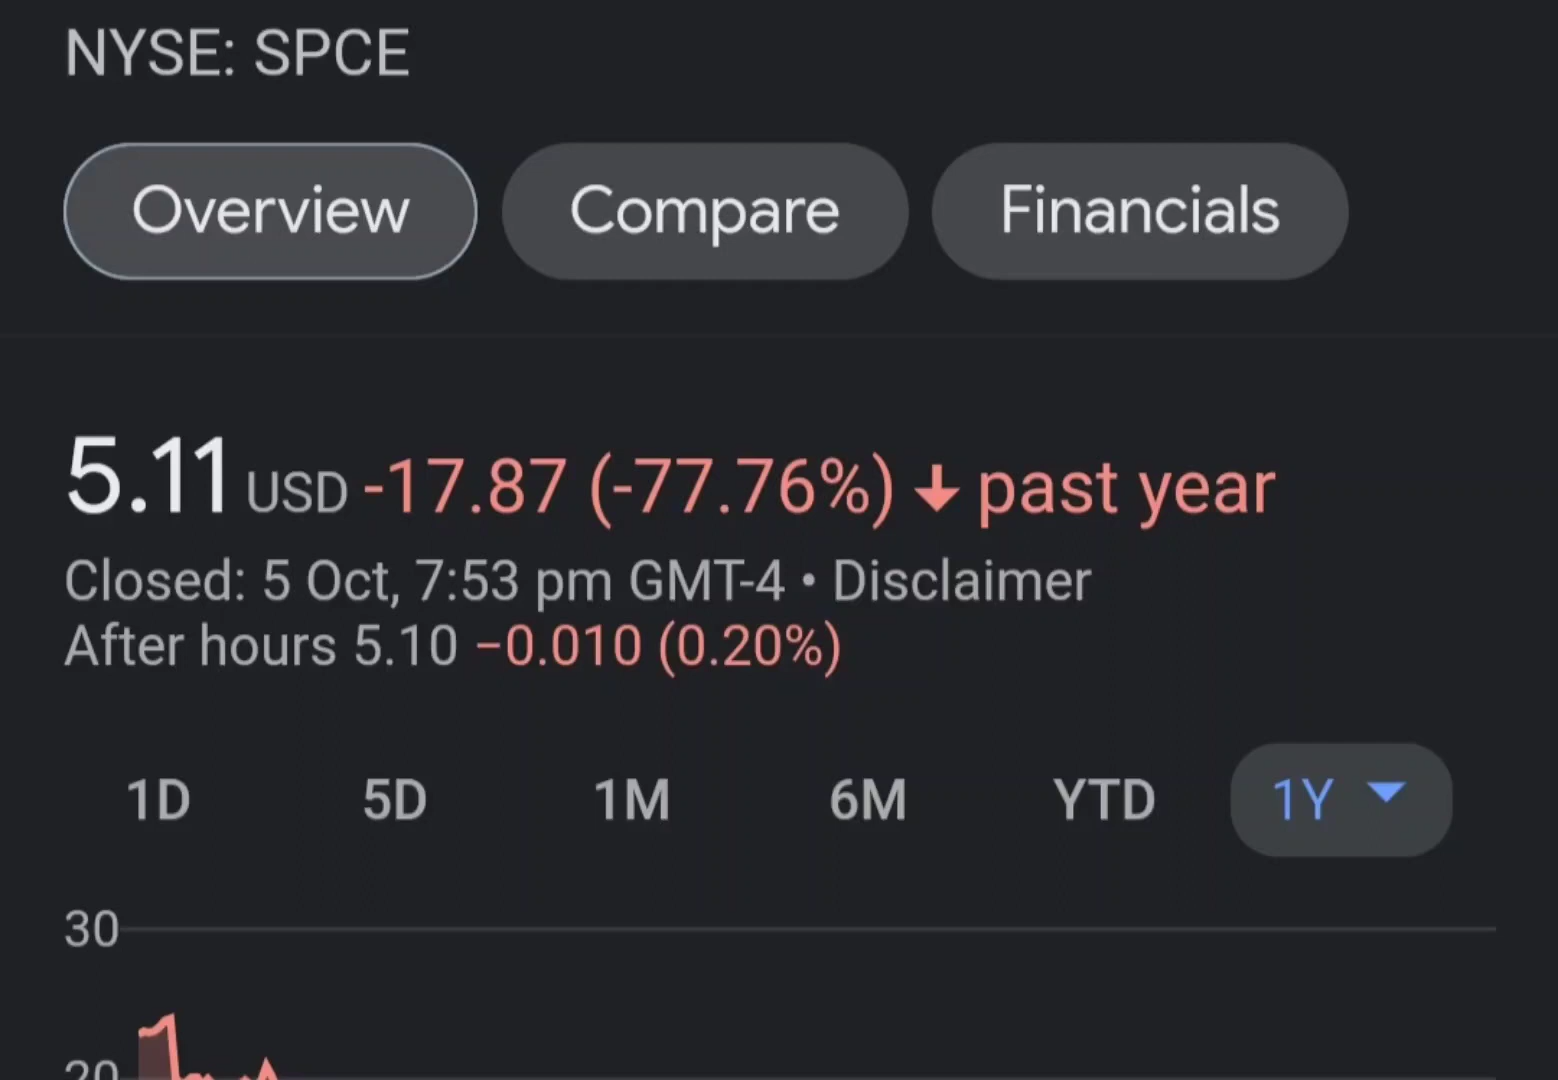 NYSE: SPCE
Overview Compare Financials
5.11 USD -17.87 (-77.76%) ↓ past year
Closed: 5 Oct, 7:53 pm GMT-4 • Disclaimer
After hours 5.10 −0.010 (0.20%)
1D 5D 1M 6M YTD 1Y
30
20